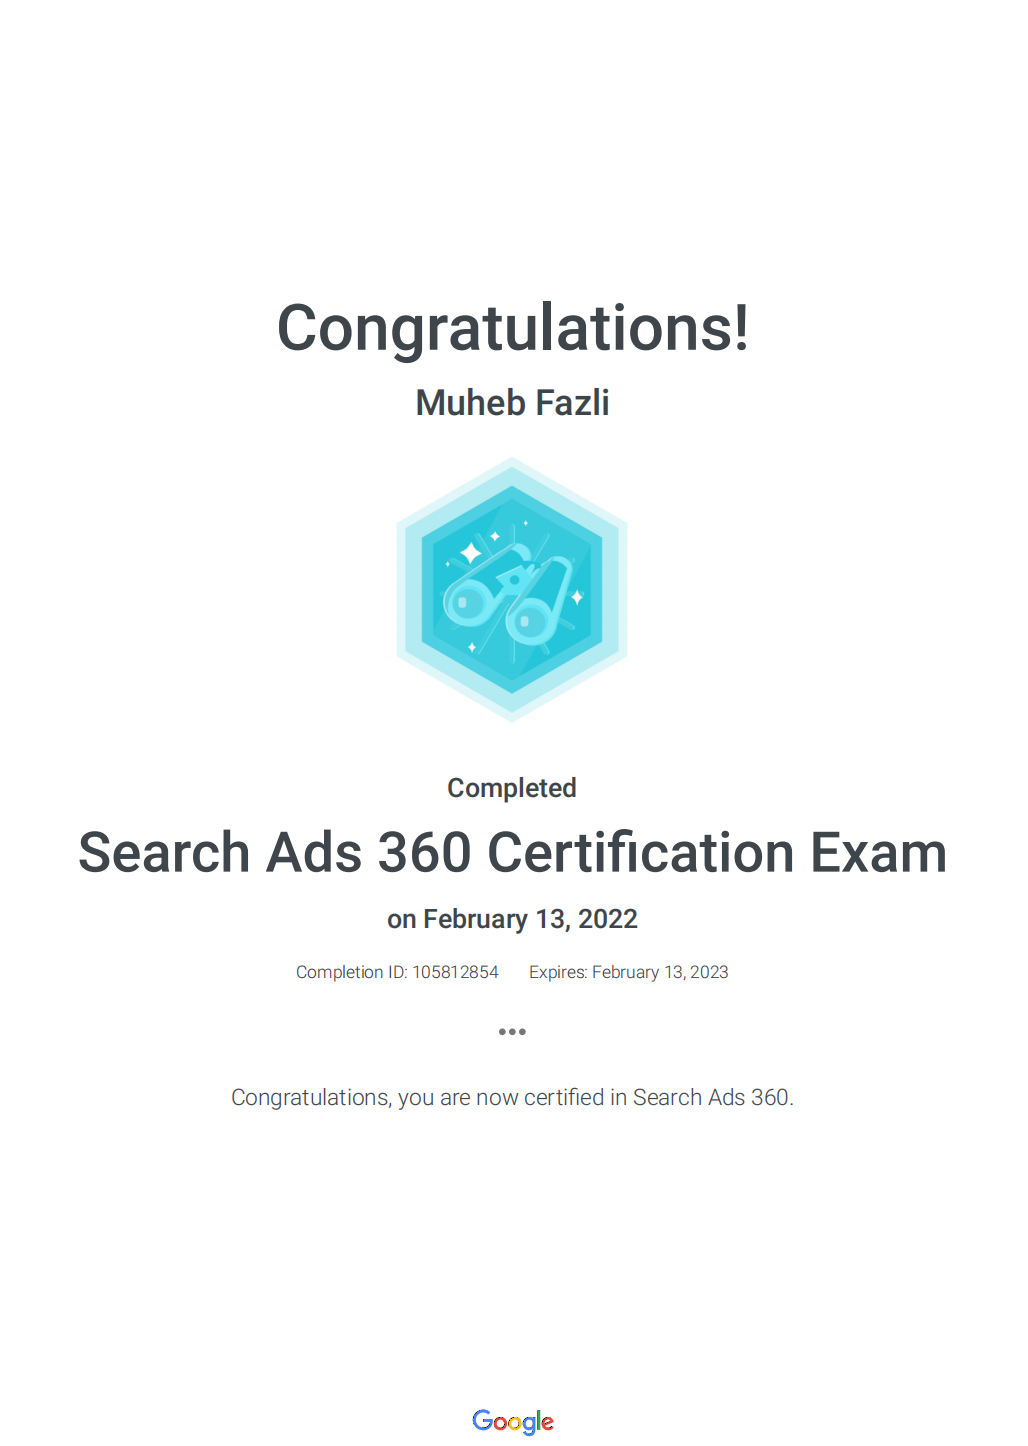 Congratulations!
Muheb Fazli
Completed
Search Ads 360 Certification Exam
on February 13, 2022
Completion ID: 105812854 Expires: February 13, 2023
•••
Congratulations, you are now certified in Search Ads 360.
Google